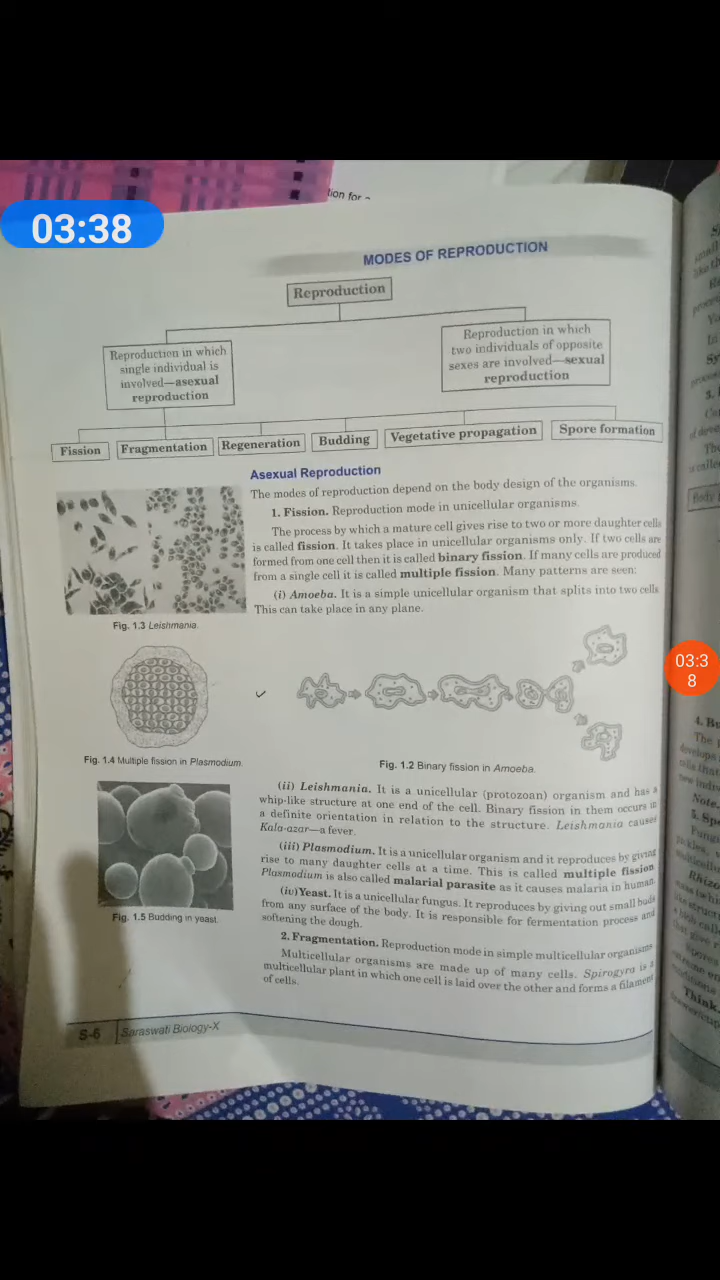 tion for
03:38
MODES OF REPRODUCTION
Reproduction
Reproduction in which
single individual is
involved—asexual
reproduction
Reproduction in which
two individuals of opposite
sexes are involved—sexual
reproduction
Fission
Fragmentation
Regeneration
Budding
Vegetative propagation
Spore formation
Asexual Reproduction
The modes of reproduction depend on the body design of the organisms.
1. Fission. Reproduction mode in unicellular organisms.
The process by which a mature cell gives rise to two or more daughter cells
is called fission. It takes place in unicellular organisms only. If two cells are
formed from one cell then it is called binary fission. If many cells are produced
from a single cell it is called multiple fission. Many patterns are seen:
(i) Amoeba. It is a simple unicellular organism that splits into two cells.
This can take place in any plane.
Fig. 1.3 Leishmania.
Fig. 1.4 Multiple fission in Plasmodium.
Fig. 1.2 Binary fission in Amoeba.
03:3
8
(ii) Leishmania. It is a unicellular (protozoan) organism and has a
whip-like structure at one end of the cell. Binary fission in them occurs in
a definite orientation in relation to the structure. Leishmania causes
Kala-azar—a fever.
(iii) Plasmodium. It is a unicellular organism and it reproduces by giving
rise to many daughter cells at a time. This is called multiple fission.
Plasmodium is also called malarial parasite as it causes malaria in human.
(iv) Yeast. It is a unicellular fungus. It reproduces by giving out small buds
from any surface of the body. It is responsible for fermentation process and
softening the dough.
Fig. 1.5 Budding in yeast.
2. Fragmentation. Reproduction mode in simple multicellular organisms.
Multicellular organisms are made up of many cells. Spirogyra is a
multicellular plant in which one cell is laid over the other and forms a filament
of cells.
S-6 Saraswati Biology-X
4. Bu
The
develops
Note.
5. Spo
Fung
Rhizo
Spores
Think.